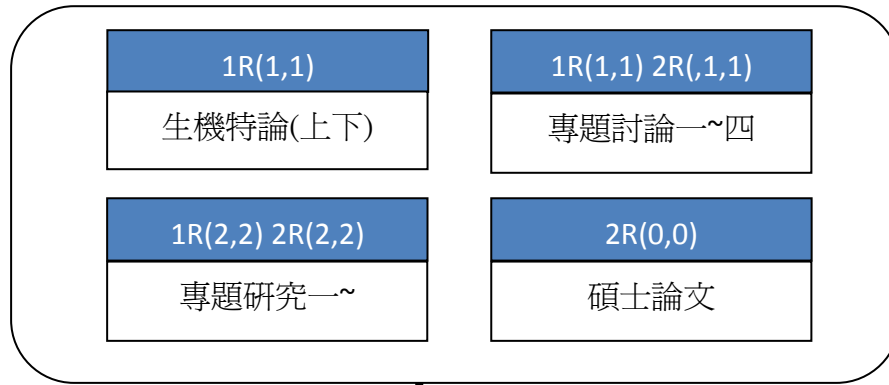 1R(1,1)
生機特論(上下)
1R(1,1) 2R(,1,1)
專題討論一~四
1R(2,2) 2R(2,2)
專題研究一~
2R(0,0)
碩士論文